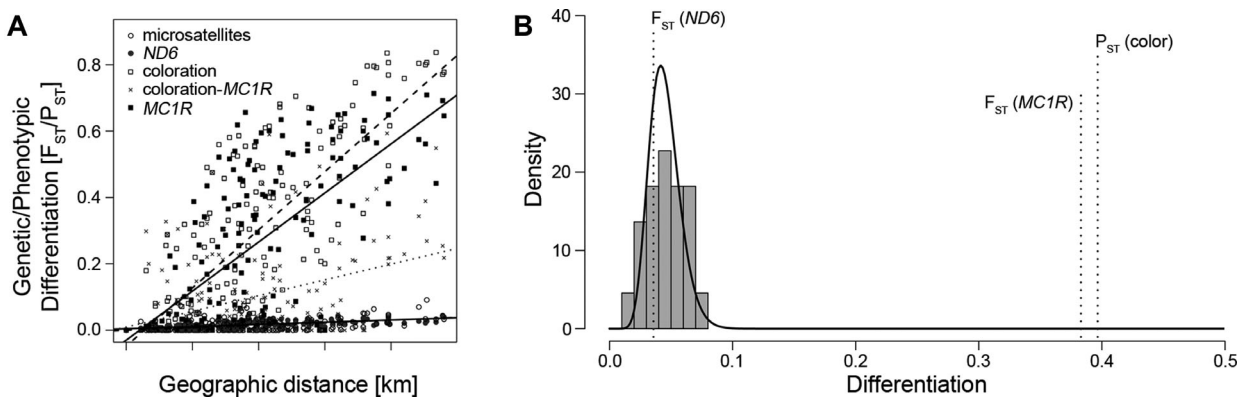 A
microsatellites
ND6
coloration
coloration-MC1R
MC1R
Genetic/Phenotypic
Differentiation [FST/PST]
0.8
0.6
0.4
0.2
0.0
Geographic distance [km]
B
FST (ND6)
PST (color)
FST (MC1R)
Density
40
30
20
10
0
0.0 0.1 0.2 0.3 0.4 0.5
Differentiation